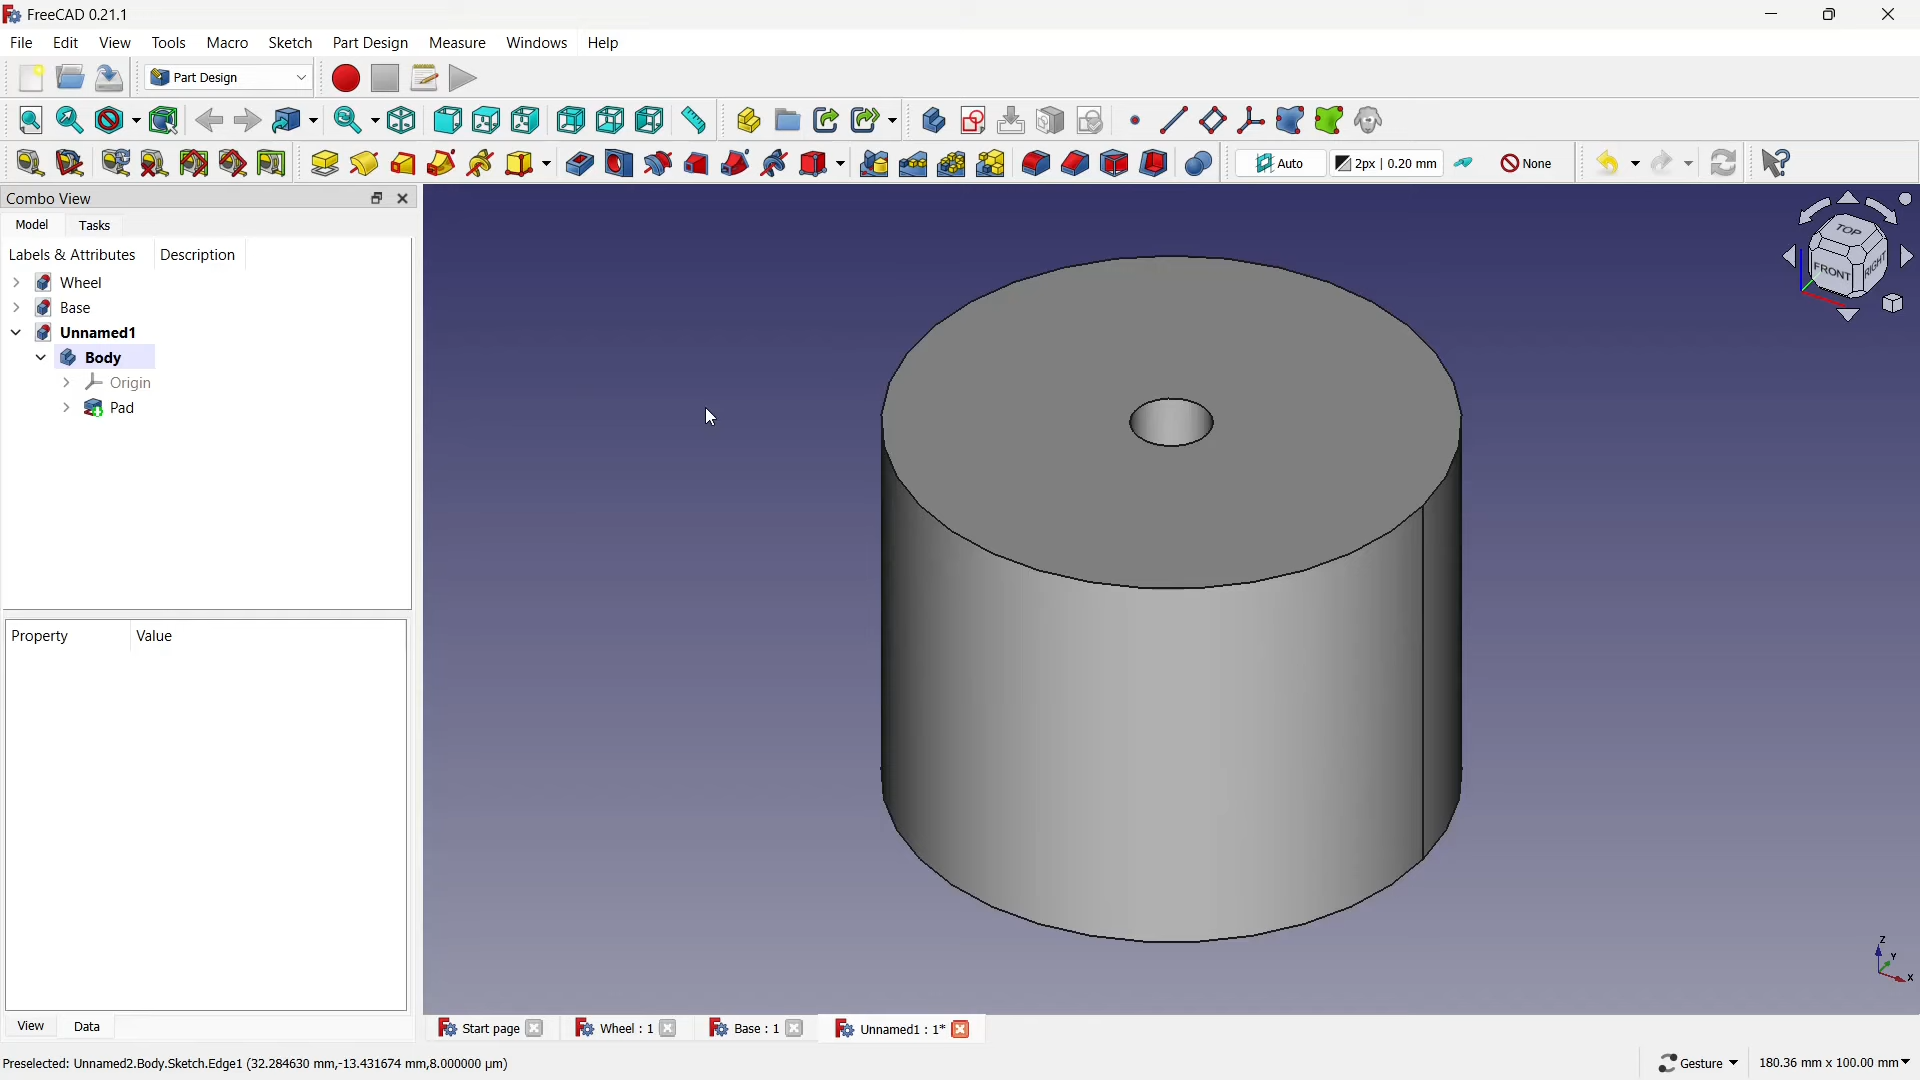 FreeCAD 0.21.1
File Edit View Tools Macro Sketch Part Design Measure Windows Help
Part Design
Auto 2px | 0.20 mm None
Combo View
Model Tasks
Labels & Attributes Description
Wheel
Base
Unnamed1
Body
Origin
Pad
TOP
FRONT RIGHT
Property Value
Z
Y
X
View Data
Start page Wheel : 1 Base : 1 Unnamed1 : 1*
Preselected: Unnamed2.Body.Sketch.Edge1 (32.284630 mm,-13.431674 mm,8.000000 µm)
Gesture 180.36 mm x 100.00 mm